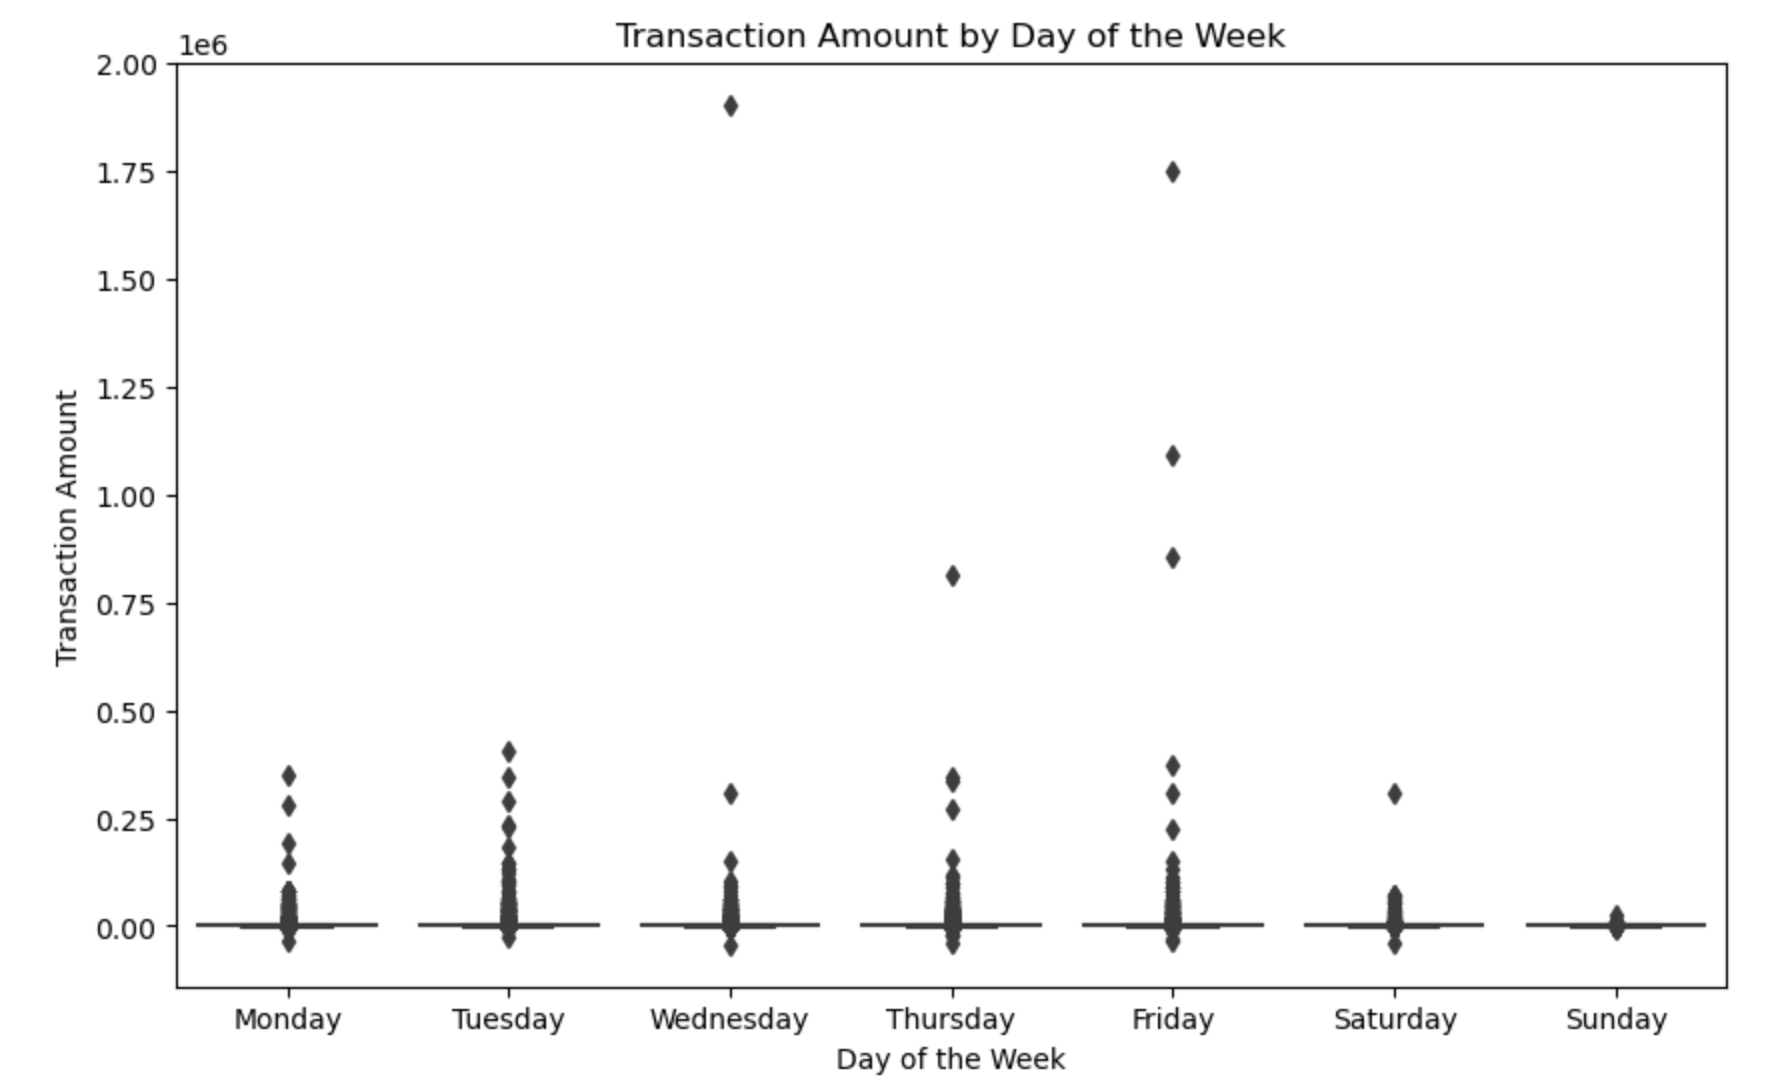 Transaction Amount by Day of the Week
1e6
2.00
1.75
1.50
1.25
1.00
0.75
0.50
0.25
0.00
Transaction Amount
Monday Tuesday Wednesday Thursday Friday Saturday Sunday
Day of the Week